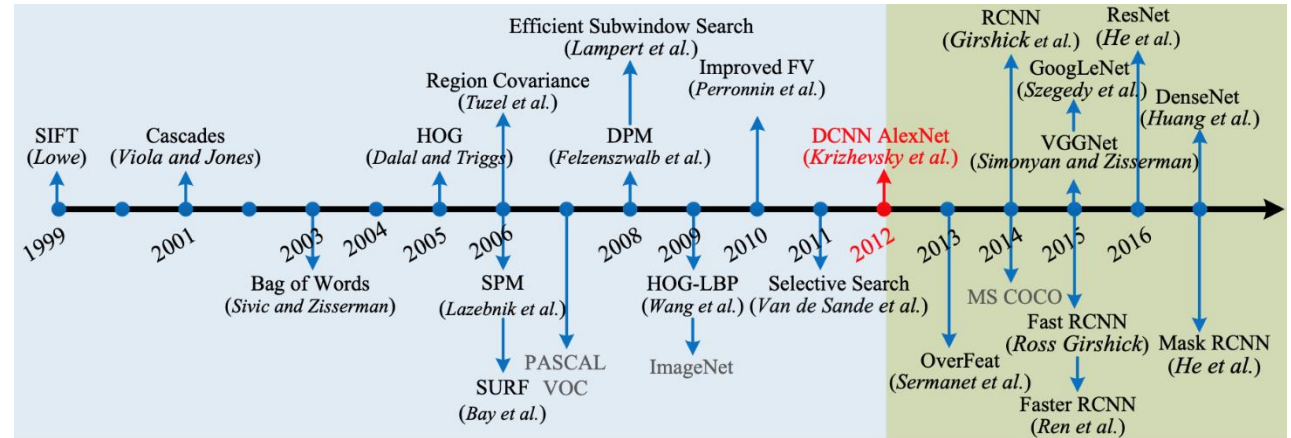 Efficient Subwindow Search
(Lampert et al.)
RCNN
(Girshick et al.)
ResNet
(He et al.)
Region Covariance
(Tuzel et al.)
Improved FV
(Perronnin et al.)
GoogLeNet
(Szegedy et al.)
DenseNet
(Huang et al.)
SIFT
(Lowe)
Cascades
(Viola and Jones)
HOG
(Dalal and Triggs)
DPM
(Felzenszwalb et al.)
DCNN AlexNet
(Krizhevsky et al.)
VGGNet
(Simonyan and Zisserman)
1999
2001
2003
2004
2005
2006
2008
2009
2010
2011
2012
2013
2014
2015
2016
Bag of Words
(Sivic and Zisserman)
SPM
(Lazebnik et al.)
HOG-LBP
(Wang et al.)
Selective Search
(Van de Sande et al.)
MS COCO
Fast RCNN
(Ross Girshick)
PASCAL
VOC
ImageNet
OverFeat
(Sermanet et al.)
Mask RCNN
(He et al.)
SURF
(Bay et al.)
Faster RCNN
(Ren et al.)